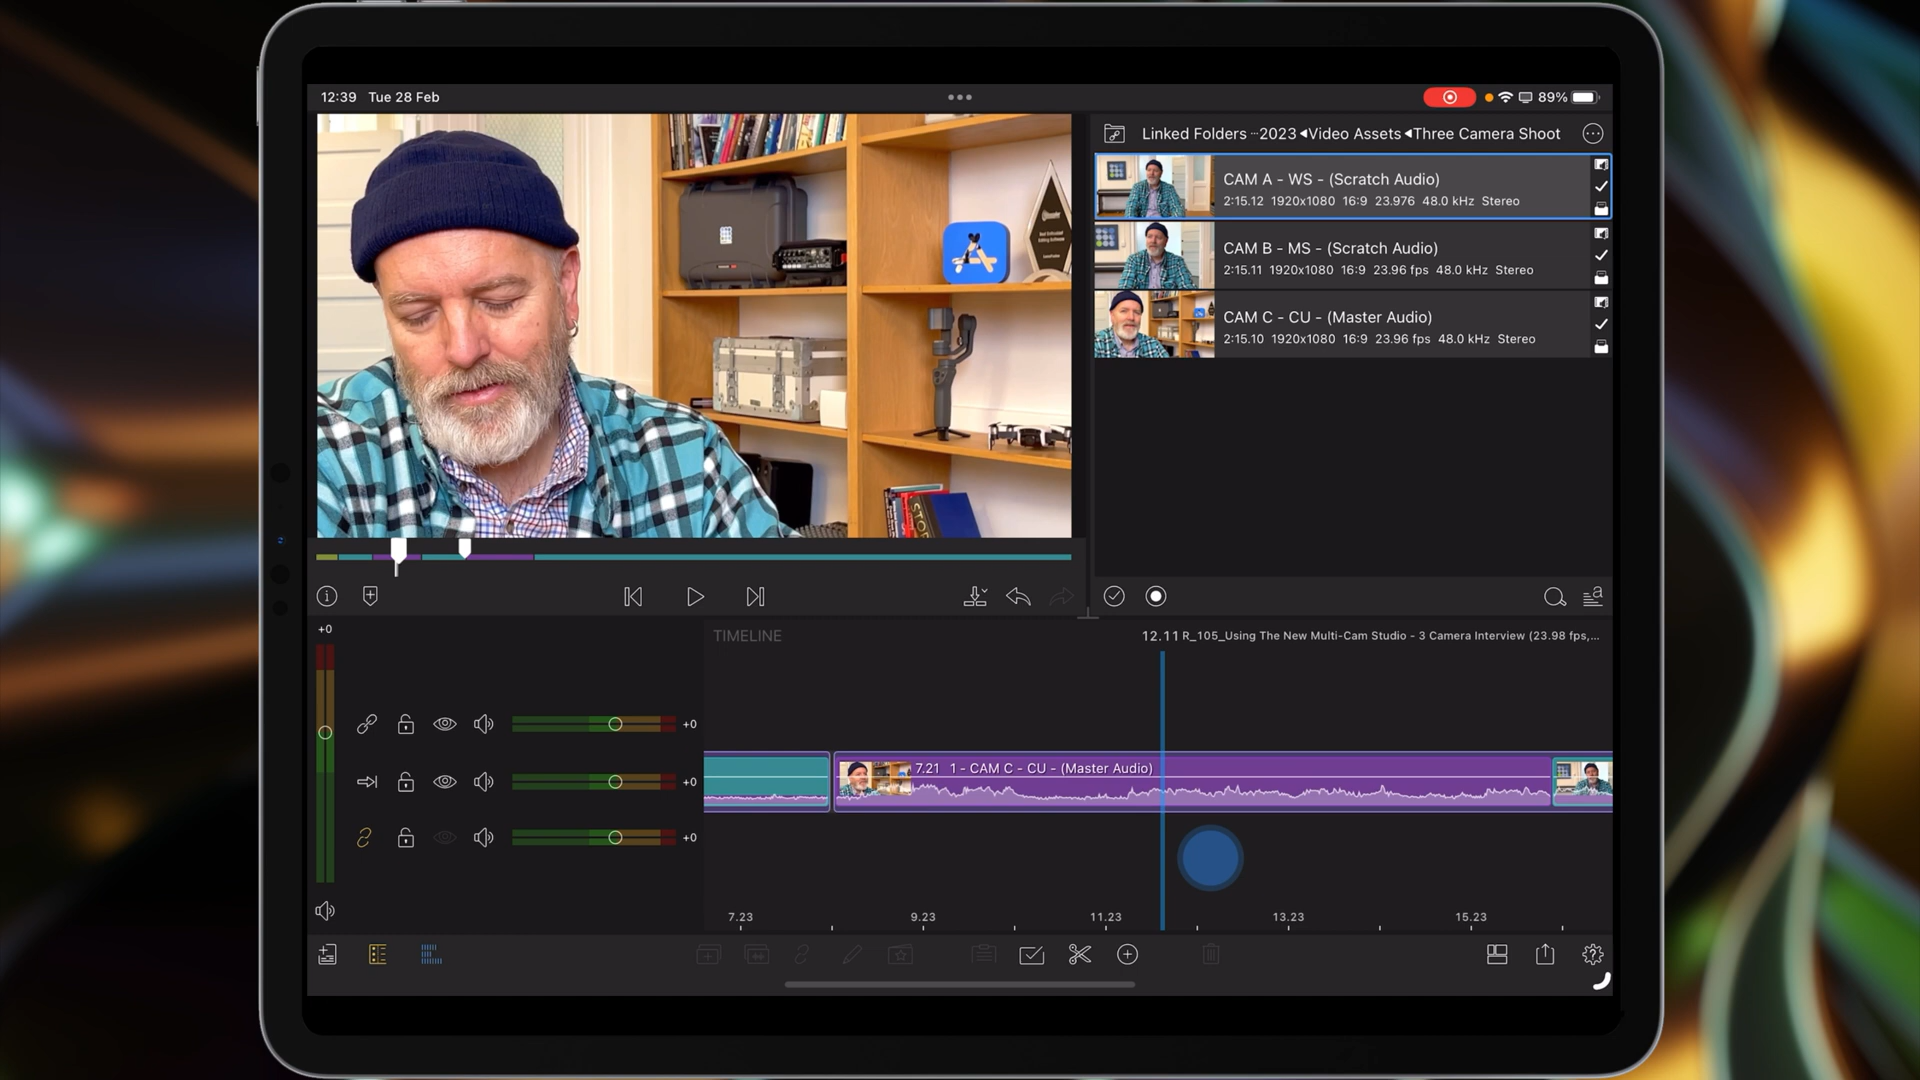 12:39 Tue 28 Feb
89%
Linked Folders ··2023 Video Assets Three Camera Shoot
CAM A - WS - (Scratch Audio)
2:15.12 1920x1080 16:9 23.976 48.0 kHz Stereo
CAM B - MS - (Scratch Audio)
2:15.11 1920x1080 16:9 23.96 fps 48.0 kHz Stereo
CAM C - CU - (Master Audio)
2:15.10 1920x1080 16:9 23.96 fps 48.0 kHz Stereo
STOR
a
+0
TIMELINE
12.11 R_105_Using The New Multi-Cam Studio - 3 Camera Interview (23.98 fps,...
+0
7.21 1 - CAM C - CU - (Master Audio)
+0
+0
7.23 9.23 11.23 13.23 15.23